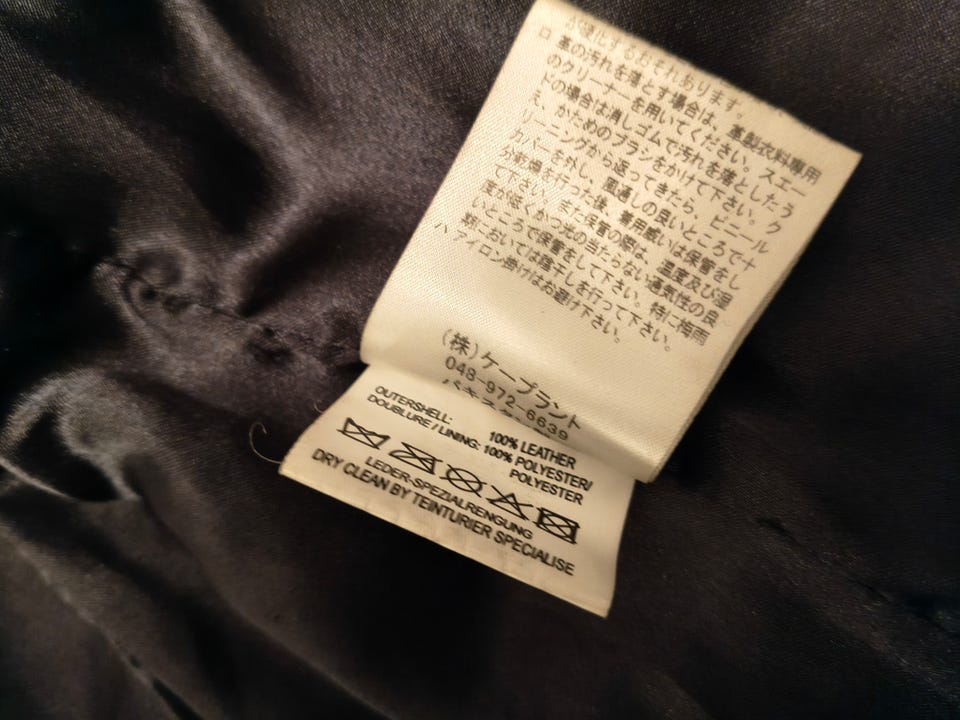 が硬化するおそれあります。
ロ 革の汚れを落とす場合は、革製衣料専用
のクリーナーを用いてください。スエー
ドの場合は消しゴムで汚れを落としたう
え、かためのブラシをかけて下さい。ク
リーニングから返ってきたら、ビニール
カバーを外し、風通しの良いところで十
分乾燥を行った後、着用或いは保管をし
て下さい。また保管の際は、温度及び湿
度が低くかつ光の当たらない通気性の良
いところで保管をして下さい。特に梅雨
期においては陰干しを行って下さい。
ハ アイロン掛けはお避け下さい。
(株)ケープラント
048-972-6639
パキスタン
OUTERSHELL: 100% LEATHER
DOUBLURE / LINING: 100% POLYESTER/
POLYESTER
LEDER-SPEZIALRENGUNG
DRY CLEAN BY TEINTURIER SPECIALISE